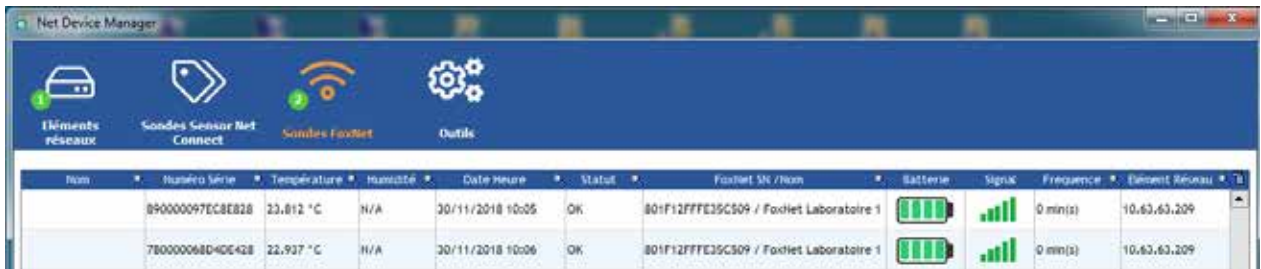 Net Device Manager
1
2
Eléments réseaux
Sondes Sensor Net Connect
Sondes FoxNet
Outils
Nom Numéro Série Température Humidité Date Heure Statut FoxNet SN /Nom Batterie Signal Frequence Elément Réseau
890000097EC8E828 23.812 °C N/A 30/11/2018 10:05 OK 801F12FFFE35C509 / FoxNet Laboratoire 1 0 min(s) 10.63.63.209
7B0000068D4DE428 22.937 °C N/A 30/11/2018 10:06 OK 801F12FFFE35C509 / FoxNet Laboratoire 1 0 min(s) 10.63.63.209